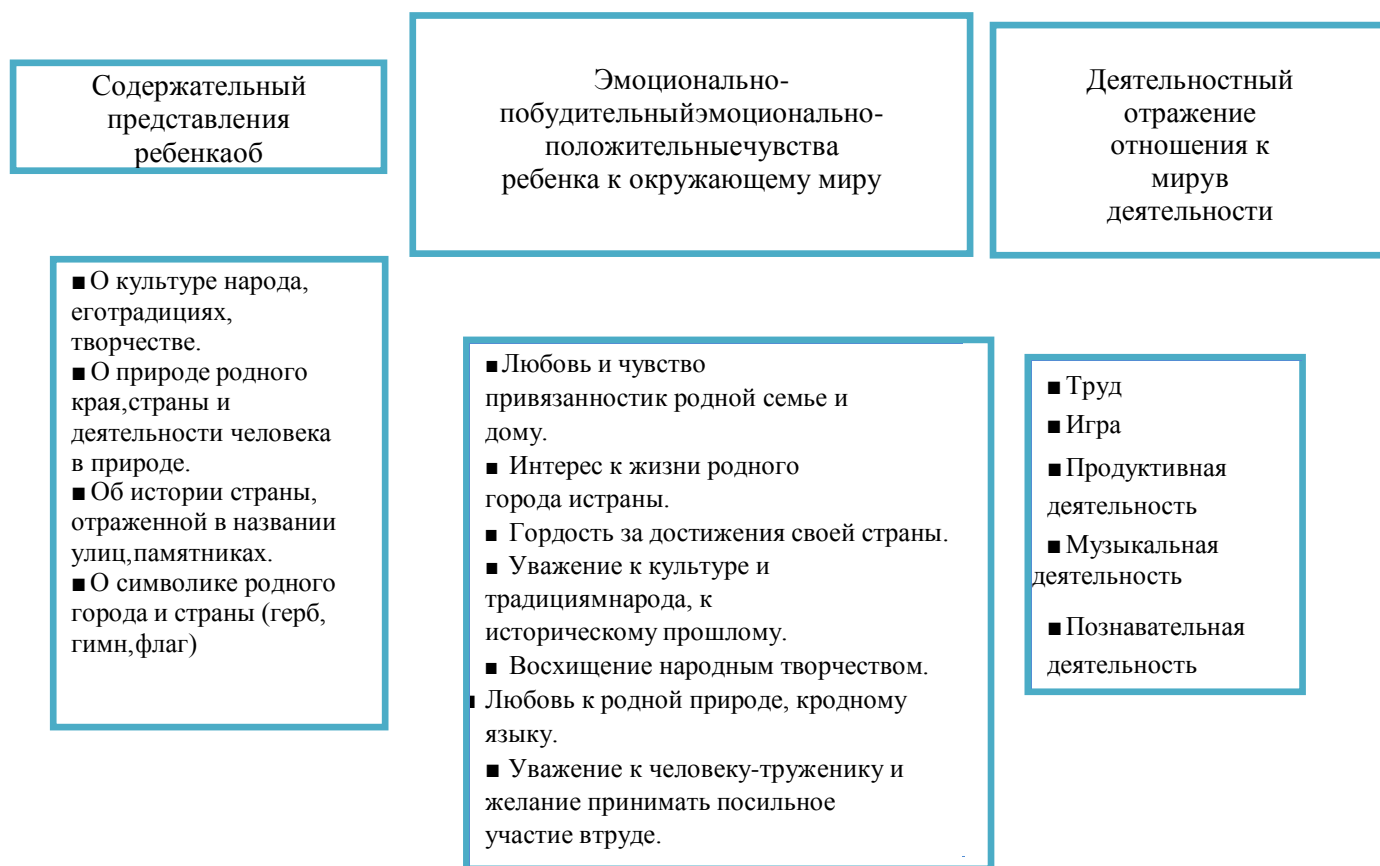 Содержательный
представления
ребенкаоб
Эмоционально-
побудительныйэмоционально-
положительныечувства
ребенка к окружающему миру
Деятельностный
отражение
отношения к
мирув
деятельности
■ О культуре народа,
еготрадициях,
творчестве.
■ О природе родного
края,страны и
деятельности человека
в природе.
■ Об истории страны,
отраженной в названии
улиц,памятниках.
■ О символике родного
города и страны (герб,
гимн,флаг)
■ Любовь и чувство
привязанностик родной семье и
дому.
■ Интерес к жизни родного
города истраны.
■ Гордость за достижения своей страны.
■ Уважение к культуре и
традициямнарода, к
историческому прошлому.
■ Восхищение народным творчеством.
■ Любовь к родной природе, кродному
языку.
■ Уважение к человеку-труженику и
желание принимать посильное
участие втруде.
■ Труд
■ Игра
■ Продуктивная
деятельность
■ Музыкальная
деятельность
■ Познавательная
деятельность